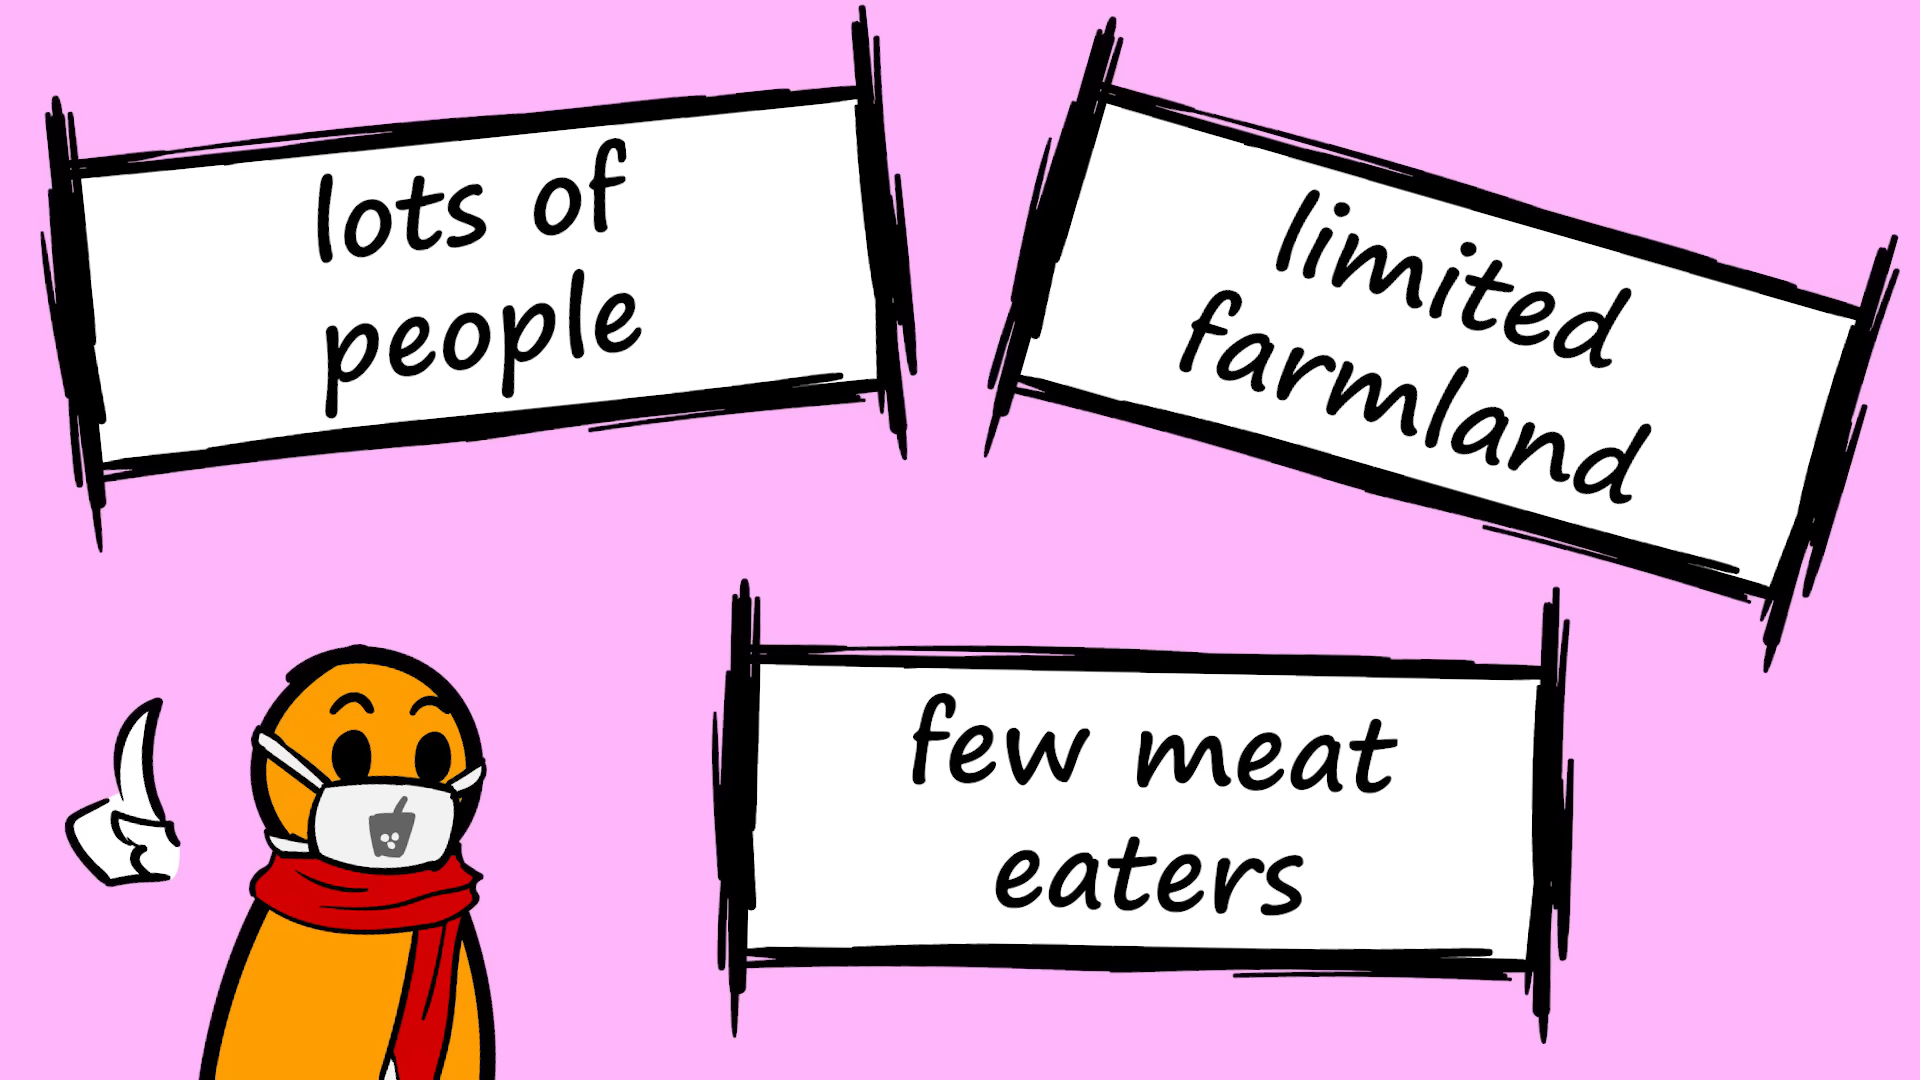 lots of
people
limited
farmland
few meat
eaters